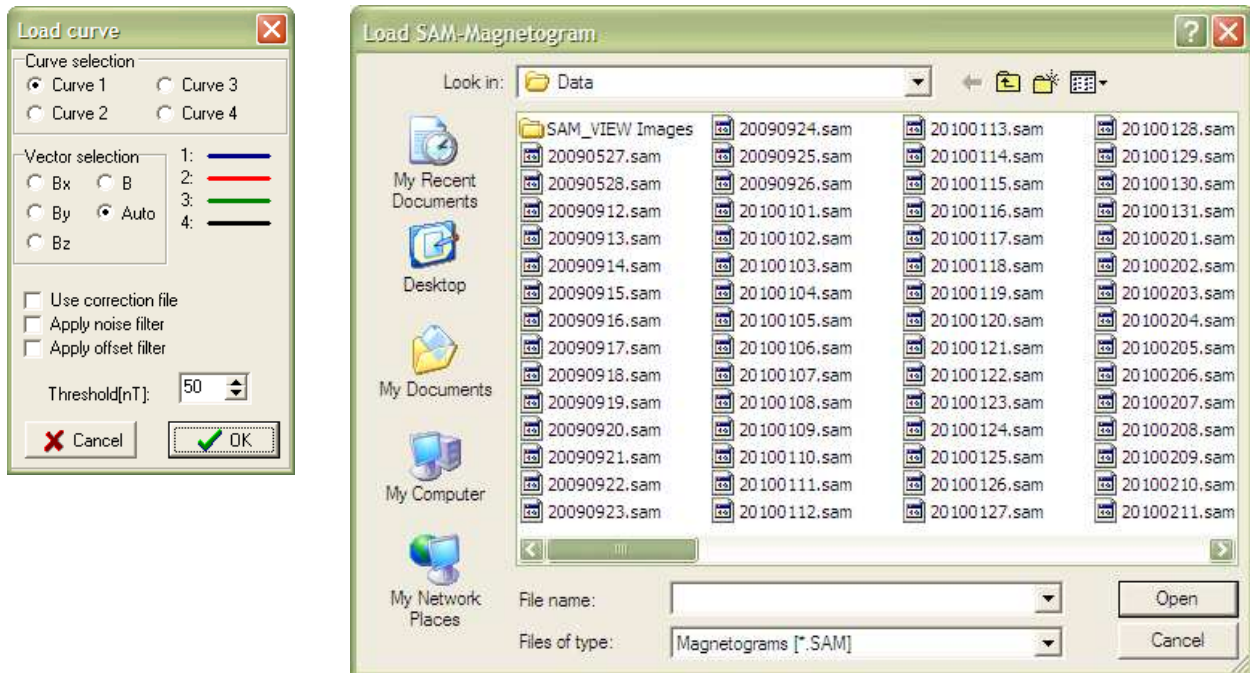 Load curve
Curve selection
Curve 1 Curve 3
Curve 2 Curve 4
Vector selection
Bx B
By Auto
Bz
1:
2:
3:
4:
Use correction file
Apply noise filter
Apply offset filter
Threshold[nT]: 50
Cancel OK
Load SAM-Magnetogram
Look in: Data
My Recent
Documents
Desktop
My Documents
My Computer
My Network
Places
SAM_VIEW Images 20090924.sam 20100113.sam 20100128.sam
20090527.sam 20090925.sam 20100114.sam 20100129.sam
20090528.sam 20090926.sam 20100115.sam 20100130.sam
20090912.sam 20100101.sam 20100116.sam 20100131.sam
20090913.sam 20100102.sam 20100117.sam 20100201.sam
20090914.sam 20100103.sam 20100118.sam 20100202.sam
20090915.sam 20100104.sam 20100119.sam 20100203.sam
20090916.sam 20100105.sam 20100120.sam 20100204.sam
20090917.sam 20100106.sam 20100121.sam 20100205.sam
20090918.sam 20100107.sam 20100122.sam 20100206.sam
20090919.sam 20100108.sam 20100123.sam 20100207.sam
20090920.sam 20100109.sam 20100124.sam 20100208.sam
20090921.sam 20100110.sam 20100125.sam 20100209.sam
20090922.sam 20100111.sam 20100126.sam 20100210.sam
20090923.sam 20100112.sam 20100127.sam 20100211.sam
File name: Open
Files of type: Magnetograms [*.SAM] Cancel